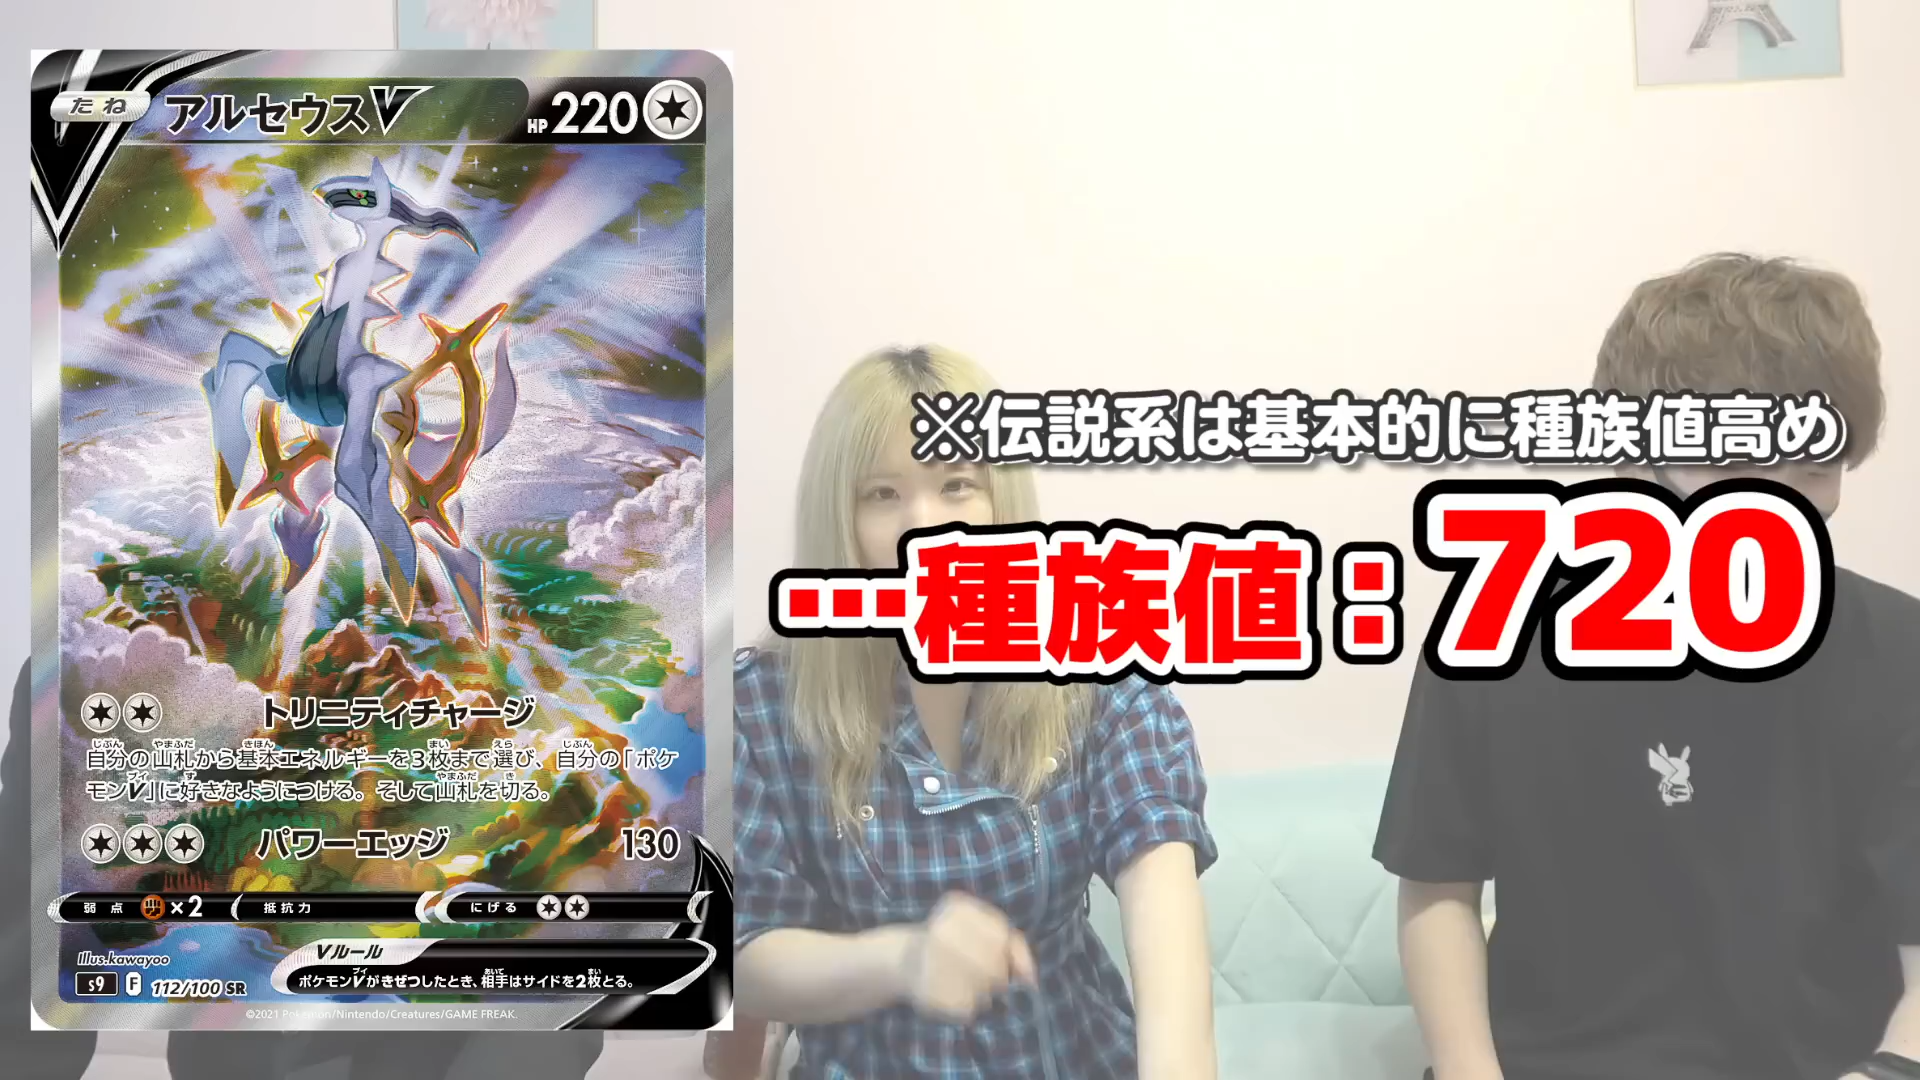 たね アルセウスV HP220
トリニティチャージ
自分の山札から基本エネルギーを3枚まで選び、自分の「ポケ
モンV」に好きなようにつける。そして山札を切る。
パワーエッジ 130
弱点 ×2 抵抗力 にげる
Illus.kawayoo
Vルール
ポケモンVがきぜつしたとき、相手はサイドを2枚とる。
s9 F 112/100 SR
©2021 Pokémon/Nintendo/Creatures/GAME FREAK.
※伝説系は基本的に種族値高め
…種族値：720